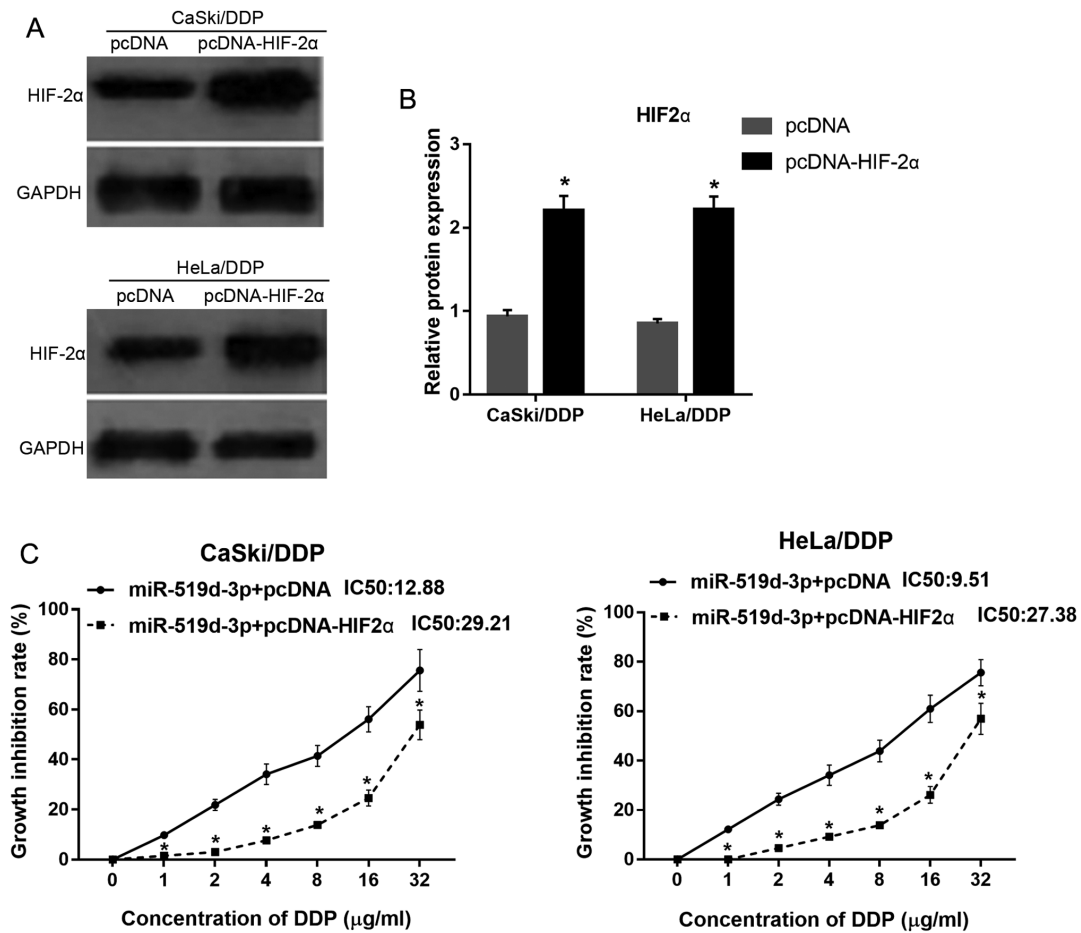 A
CaSki/DDP
pcDNA pcDNA-HIF-2α
HIF-2α
GAPDH
HeLa/DDP
pcDNA pcDNA-HIF-2α
HIF-2α
GAPDH
B
HIF2α
pcDNA
pcDNA-HIF-2α
Relative protein expression
3
2
1
0
* *
CaSki/DDP HeLa/DDP
C
CaSki/DDP
miR-519d-3p+pcDNA IC50:12.88
miR-519d-3p+pcDNA-HIF2α IC50:29.21
Growth inhibition rate (%)
100
80
60
40
20
0
* * * * * *
0 1 2 4 8 16 32
Concentration of DDP (μg/ml)
HeLa/DDP
miR-519d-3p+pcDNA IC50:9.51
miR-519d-3p+pcDNA-HIF2α IC50:27.38
Growth inhibition rate (%)
100
80
60
40
20
0
* * * * * *
0 1 2 4 8 16 32
Concentration of DDP (μg/ml)